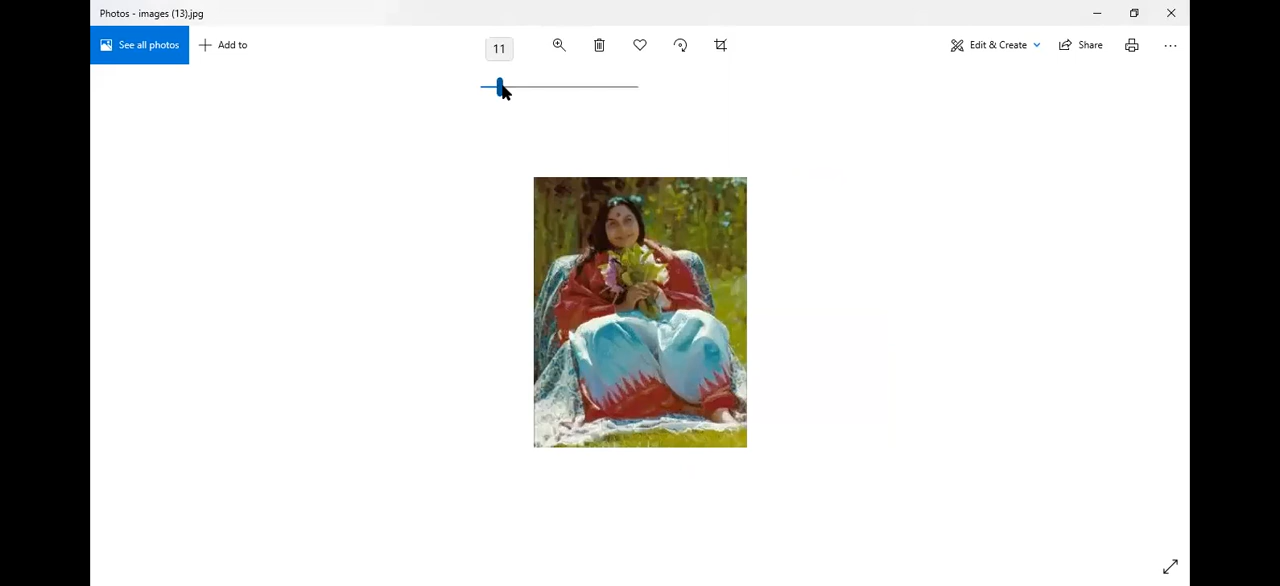 Photos - images (13).jpg
See all photos
Add to
11
Edit & Create
Share